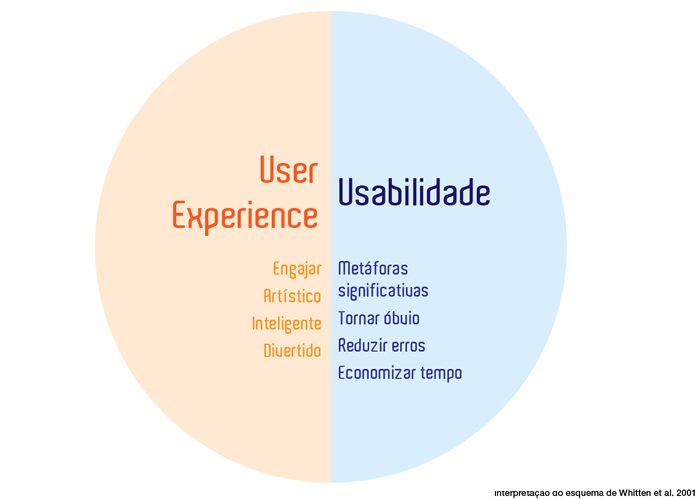 User
Experience
Engajar
Artístico
Inteligente
Divertido
Usabilidade
Metáforas
significativas
Tornar óbvio
Reduzir erros
Economizar tempo
interpretação do esquema de Whitten et al. 2001